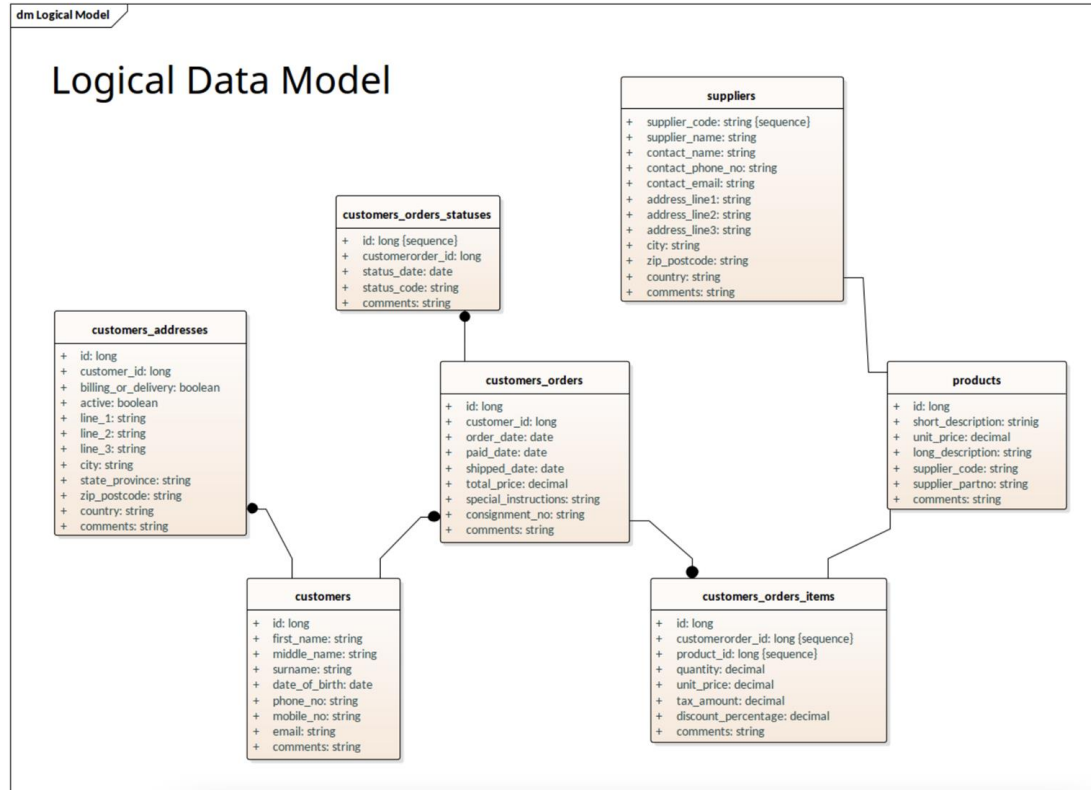 dm Logical Model
Logical Data Model
suppliers
+ supplier_code: string {sequence}
+ supplier_name: string
+ contact_name: string
+ contact_phone_no: string
+ contact_email: string
+ address_line1: string
+ address_line2: string
+ address_line3: string
+ city: string
+ zip_postcode: string
+ country: string
+ comments: string
customers_orders_statuses
+ id: long {sequence}
+ customerorder_id: long
+ status_date: date
+ status_code: string
+ comments: string
customers_addresses
+ id: long
+ customer_id: long
+ billing_or_delivery: boolean
+ active: boolean
+ line_1: string
+ line_2: string
+ line_3: string
+ city: string
+ state_province: string
+ zip_postcode: string
+ country: string
+ comments: string
customers_orders
+ id: long
+ customer_id: long
+ order_date: date
+ paid_date: date
+ shipped_date: date
+ total_price: decimal
+ special_instructions: string
+ consignment_no: string
+ comments: string
products
+ id: long
+ short_description: strinig
+ unit_price: decimal
+ long_description: string
+ supplier_code: string
+ supplier_partno: string
+ comments: string
customers
+ id: long
+ first_name: string
+ middle_name: string
+ surname: string
+ date_of_birth: date
+ phone_no: string
+ mobile_no: string
+ email: string
+ comments: string
customers_orders_items
+ id: long
+ customerorder_id: long {sequence}
+ product_id: long {sequence}
+ quantity: decimal
+ unit_price: decimal
+ tax_amount: decimal
+ discount_percentage: decimal
+ comments: string